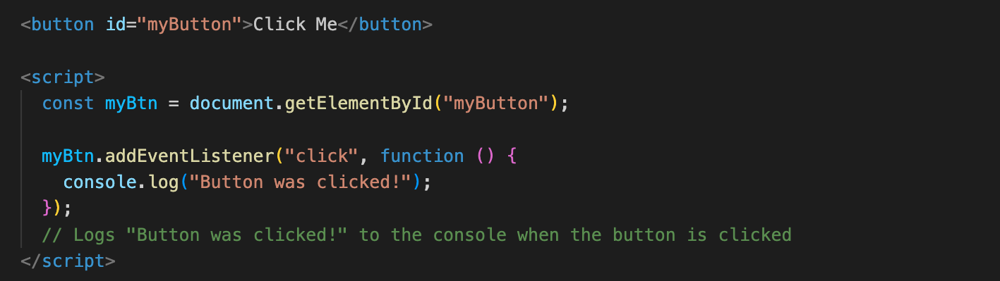 <button id="myButton">Click Me</button>
<script>
const myBtn = document.getElementById("myButton");
myBtn.addEventListener("click", function () {
console.log("Button was clicked!");
});
// Logs "Button was clicked!" to the console when the button is clicked
</script>